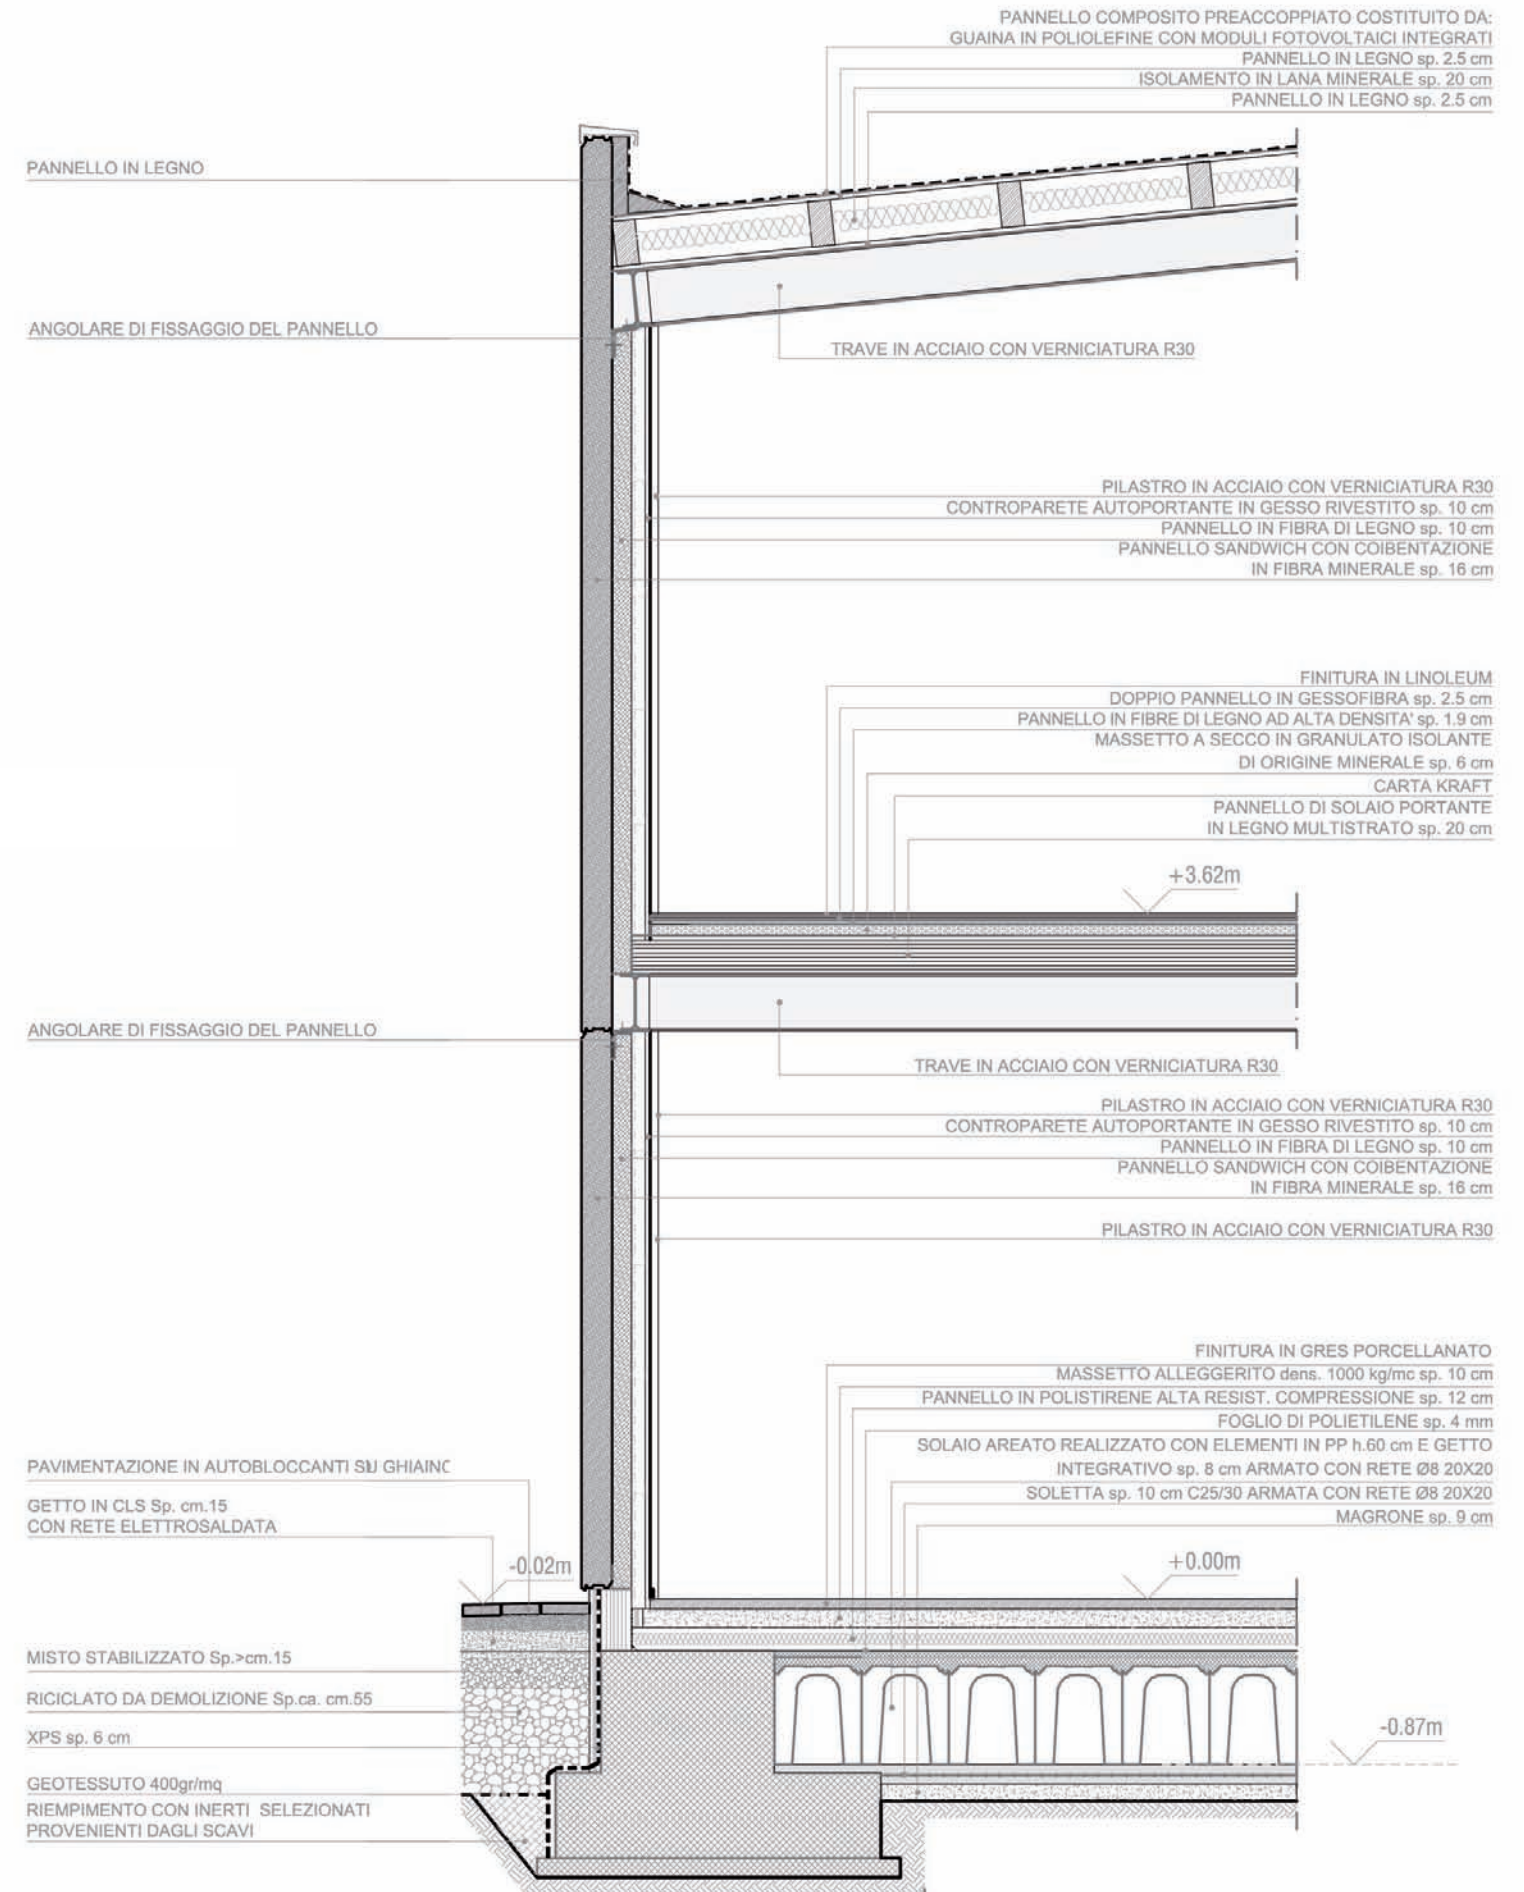 PANNELLO COMPOSITO PREACCOPPIATO COSTITUITO DA:
GUAINA IN POLIOLEFINE CON MODULI FOTOVOLTAICI INTEGRATI
PANNELLO IN LEGNO sp. 2.5 cm
ISOLAMENTO IN LANA MINERALE sp. 20 cm
PANNELLO IN LEGNO sp. 2.5 cm
PANNELLO IN LEGNO
ANGOLARE DI FISSAGGIO DEL PANNELLO
TRAVE IN ACCIAIO CON VERNICIATURA R30
PILASTRO IN ACCIAIO CON VERNICIATURA R30
CONTROPARETE AUTOPORTANTE IN GESSO RIVESTITO sp. 10 cm
PANNELLO IN FIBRA DI LEGNO sp. 10 cm
PANNELLO SANDWICH CON COIBENTAZIONE
IN FIBRA MINERALE sp. 16 cm
FINITURA IN LINOLEUM
DOPPIO PANNELLO IN GESSOFIBRA sp. 2.5 cm
PANNELLO IN FIBRE DI LEGNO AD ALTA DENSITA' sp. 1.9 cm
MASSETTO A SECCO IN GRANULATO ISOLANTE
DI ORIGINE MINERALE sp. 6 cm
CARTA KRAFT
PANNELLO DI SOLAIO PORTANTE
IN LEGNO MULTISTRATO sp. 20 cm
+3.62m
ANGOLARE DI FISSAGGIO DEL PANNELLO
TRAVE IN ACCIAIO CON VERNICIATURA R30
PILASTRO IN ACCIAIO CON VERNICIATURA R30
CONTROPARETE AUTOPORTANTE IN GESSO RIVESTITO sp. 10 cm
PANNELLO IN FIBRA DI LEGNO sp. 10 cm
PANNELLO SANDWICH CON COIBENTAZIONE
IN FIBRA MINERALE sp. 16 cm
PILASTRO IN ACCIAIO CON VERNICIATURA R30
FINITURA IN GRES PORCELLANATO
MASSETTO ALLEGGERITO dens. 1000 kg/mc sp. 10 cm
PANNELLO IN POLISTIRENE ALTA RESIST. COMPRESSIONE sp. 12 cm
FOGLIO DI POLIETILENE sp. 4 mm
SOLAIO AREATO REALIZZATO CON ELEMENTI IN PP h.60 cm E GETTO
INTEGRATIVO sp. 8 cm ARMATO CON RETE Ø8 20X20
SOLETTA sp. 10 cm C25/30 ARMATA CON RETE Ø8 20X20
MAGRONE sp. 9 cm
+0.00m
PAVIMENTAZIONE IN AUTOBLOCCANTI SU GHIAINO
GETTO IN CLS Sp. cm.15
CON RETE ELETTROSALDATA
-0.02m
MISTO STABILIZZATO Sp.>cm.15
RICICLATO DA DEMOLIZIONE Sp.ca. cm.55
XPS sp. 6 cm
-0.87m
GEOTESSUTO 400gr/mq
RIEMPIMENTO CON INERTI SELEZIONATI
PROVENIENTI DAGLI SCAVI